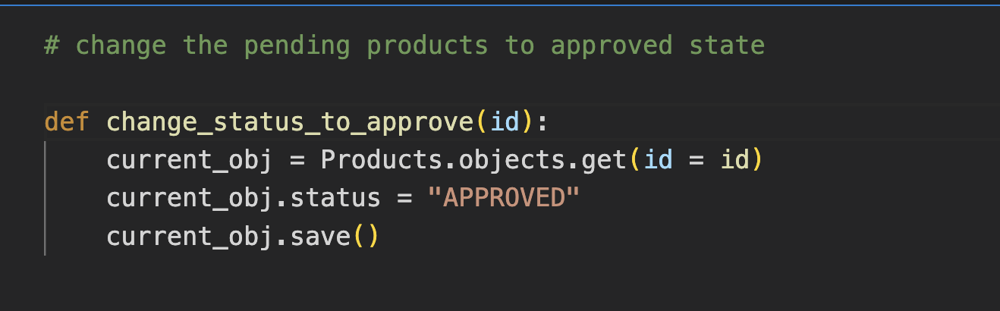 # change the pending products to approved state
def change_status_to_approve(id):
    current_obj = Products.objects.get(id = id)
    current_obj.status = "APPROVED"
    current_obj.save()